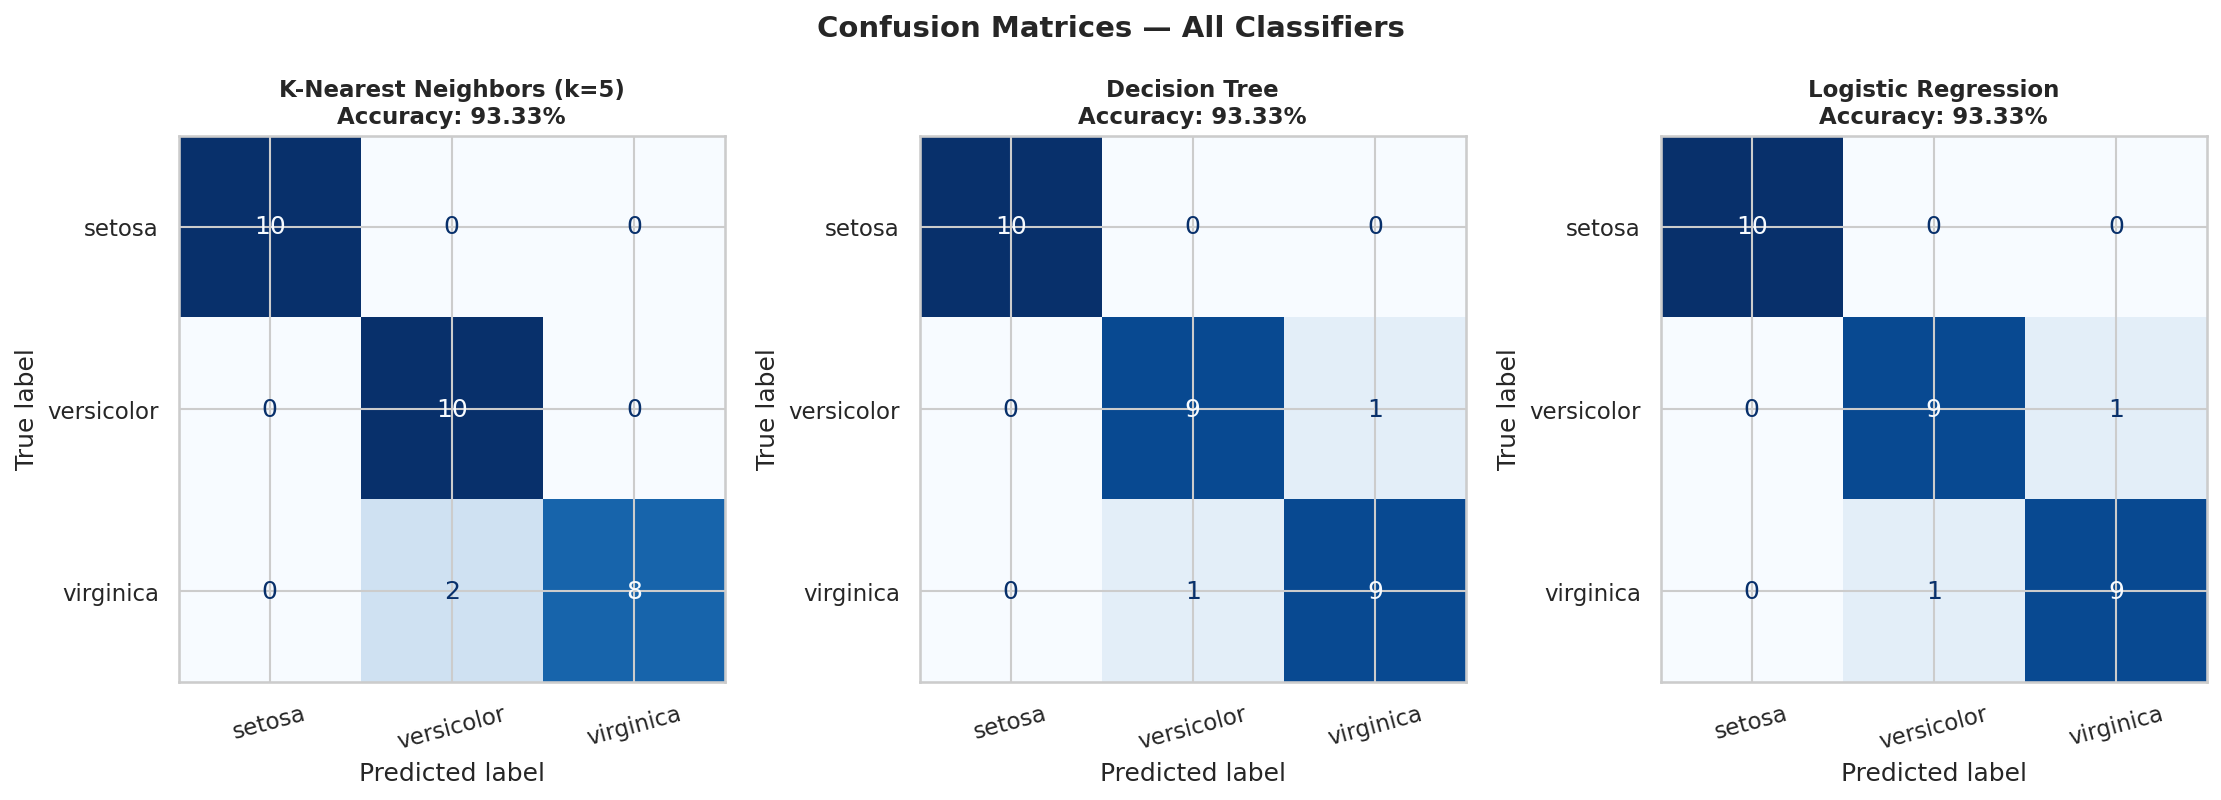 Confusion Matrices — All Classifiers
K-Nearest Neighbors (k=5)
Accuracy: 93.33%
True label
setosa
10 0 0
versicolor
0 10 0
virginica
0 2 8
setosa versicolor virginica
Predicted label
Decision Tree
Accuracy: 93.33%
True label
setosa
10 0 0
versicolor
0 9 1
virginica
0 1 9
setosa versicolor virginica
Predicted label
Logistic Regression
Accuracy: 93.33%
True label
setosa
10 0 0
versicolor
0 9 1
virginica
0 1 9
setosa versicolor virginica
Predicted label